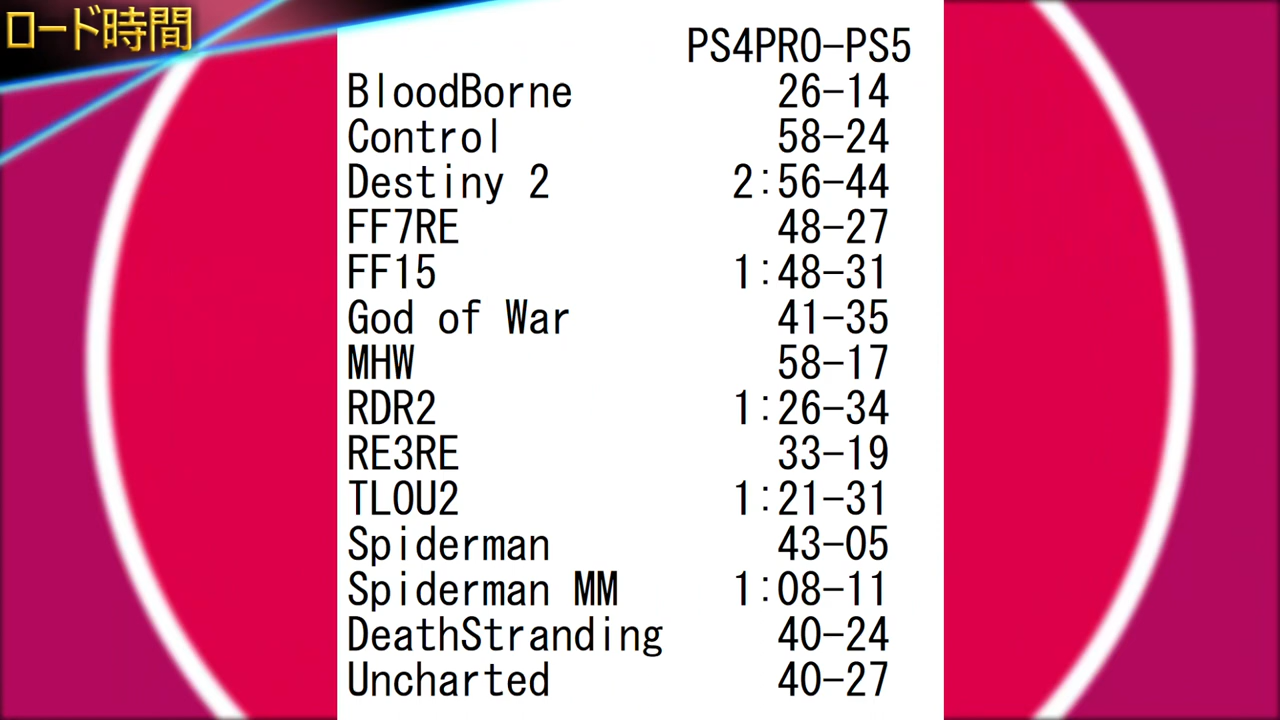 ロード時間
PS4PRO-PS5
BloodBorne 26-14
Control 58-24
Destiny 2 2:56-44
FF7RE 48-27
FF15 1:48-31
God of War 41-35
MHW 58-17
RDR2 1:26-34
RE3RE 33-19
TLOU2 1:21-31
Spiderman 43-05
Spiderman MM 1:08-11
DeathStranding 40-24
Uncharted 40-27